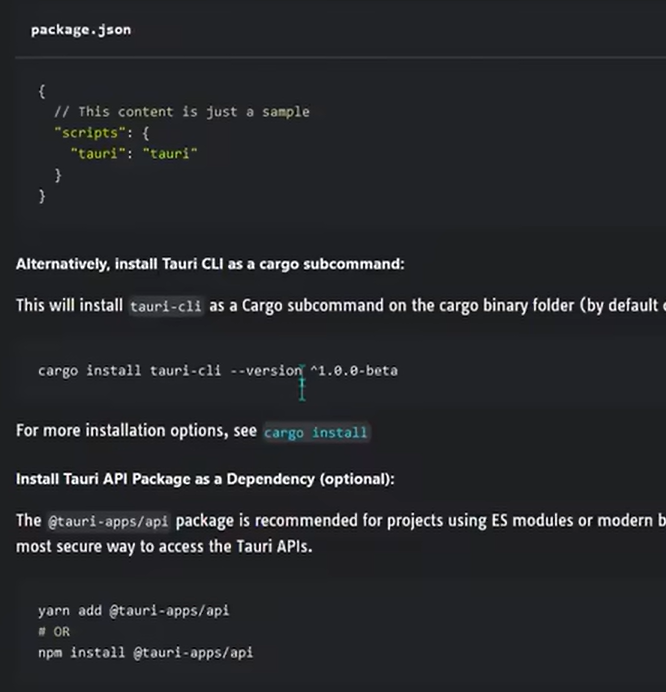 package.json
{
// This content is just a sample
"scripts": {
"tauri": "tauri"
}
}
Alternatively, install Tauri CLI as a cargo subcommand:
This will install tauri-cli as a Cargo subcommand on the cargo binary folder (by default
cargo install tauri-cli --version ^1.0.0-beta
For more installation options, see cargo install
Install Tauri API Package as a Dependency (optional):
The @tauri-apps/api package is recommended for projects using ES modules or modern
most secure way to access the Tauri APIs.
yarn add @tauri-apps/api
# OR
npm install @tauri-apps/api